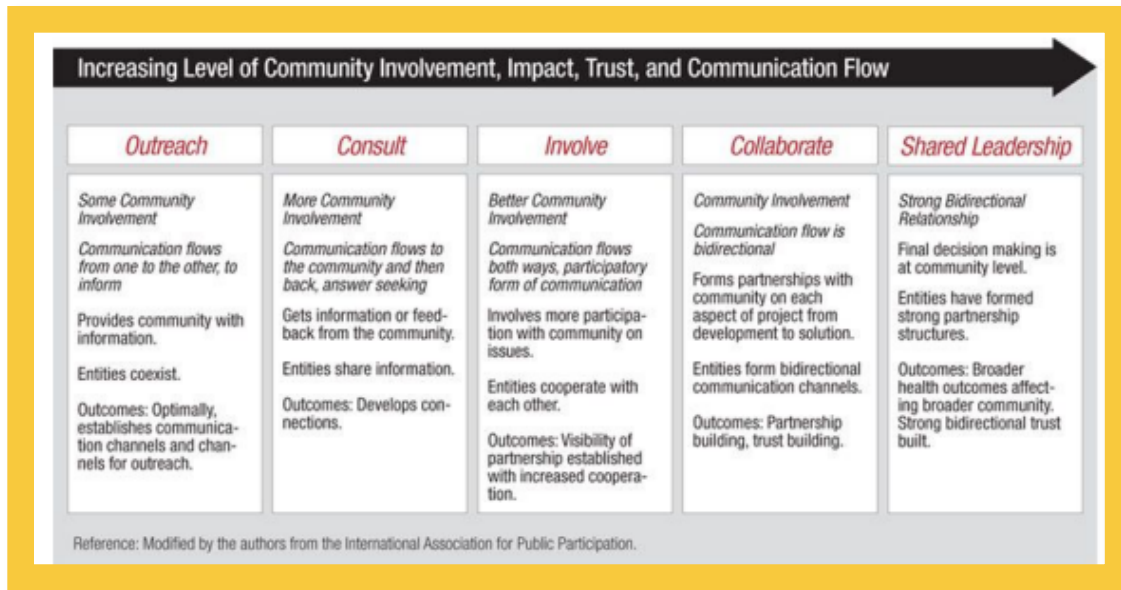 Increasing Level of Community Involvement, Impact, Trust, and Communication Flow
Outreach
Some Community
Involvement
Communication flows
from one to the other, to
inform
Provides community with
information.
Entities coexist.
Outcomes: Optimally,
establishes communica-
tion channels and chan-
nels for outreach.
Consult
More Community
Involvement
Communication flows to
the community and then
back, answer seeking
Gets information or feed-
back from the community.
Entities share information.
Outcomes: Develops con-
nections.
Involve
Better Community
Involvement
Communication flows
both ways, participatory
form of communication
Involves more participa-
tion with community on
issues.
Entities cooperate with
each other.
Outcomes: Visibility of
partnership established
with increased coopera-
tion.
Collaborate
Community Involvement
Communication flow is
bidirectional
Forms partnerships with
community on each
aspect of project from
development to solution.
Entities form bidirectional
communication channels.
Outcomes: Partnership
building, trust building.
Shared Leadership
Strong Bidirectional
Relationship
Final decision making is
at community level.
Entities have formed
strong partnership
structures.
Outcomes: Broader
health outcomes affect-
ing broader community.
Strong bidirectional trust
built.
Reference: Modified by the authors from the International Association for Public Participation.